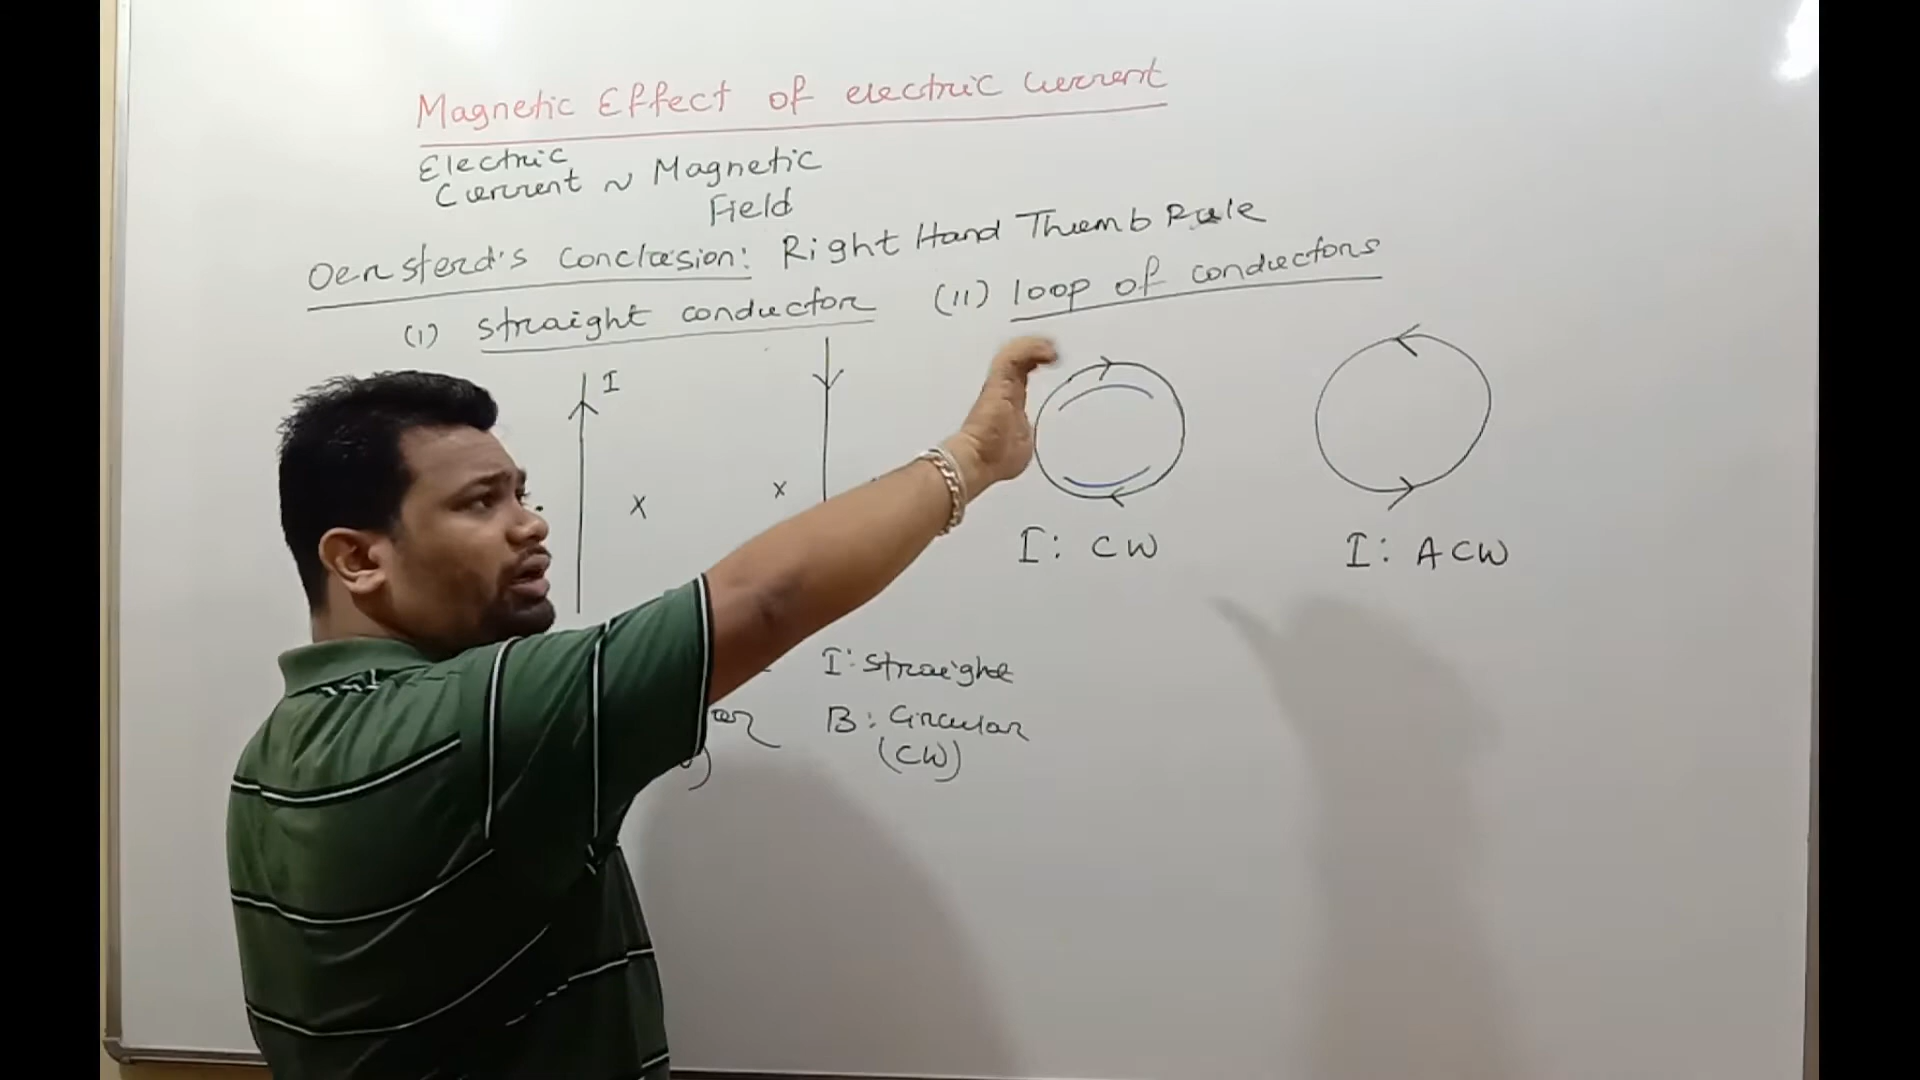 Magnetic Effect of electric current
Electric
Current ~ Magnetic
Field
Oersterd's Conclusion: Right Hand Thumb Rule
(I) straight conductor
(II) loop of conductors
I
X
X
I: CW
I: ACW
I: straight
B: Circular
(CW)